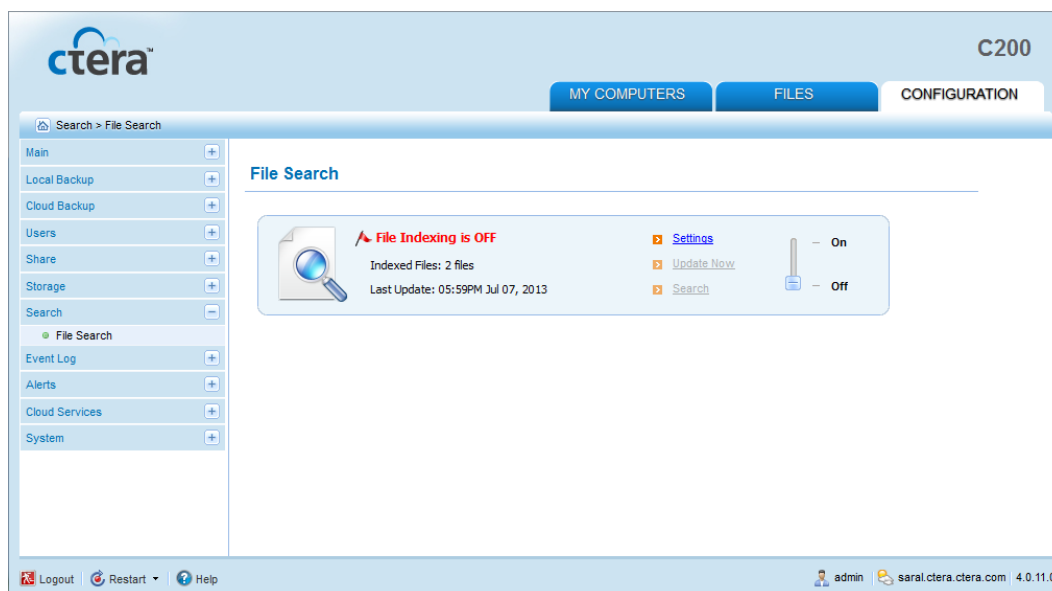 ctera™
C200
MY COMPUTERS FILES CONFIGURATION
Search > File Search
Main
Local Backup
Cloud Backup
Users
Share
Storage
Search
File Search
Event Log
Alerts
Cloud Services
System
File Search
File Indexing is OFF
Indexed Files: 2 files
Last Update: 05:59PM Jul 07, 2013
Settings
Update Now
Search
On
Off
Logout Restart Help
admin saral.ctera.ctera.com 4.0.11.0